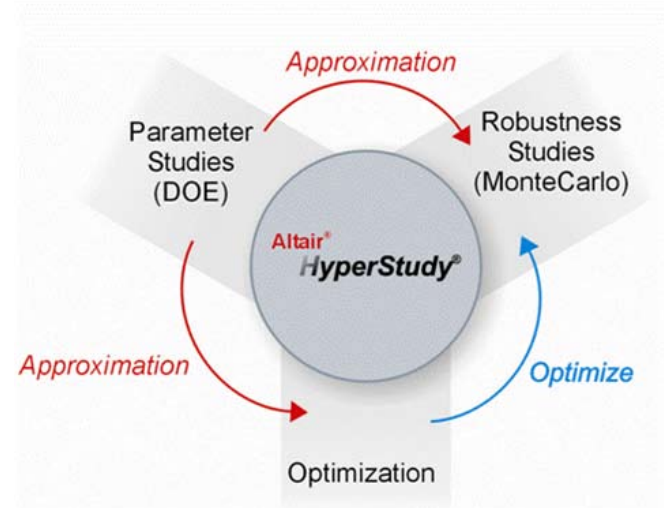 Approximation
Parameter
Studies
(DOE)
Robustness
Studies
(MonteCarlo)
Altair®
HyperStudy®
Approximation
Optimize
Optimization